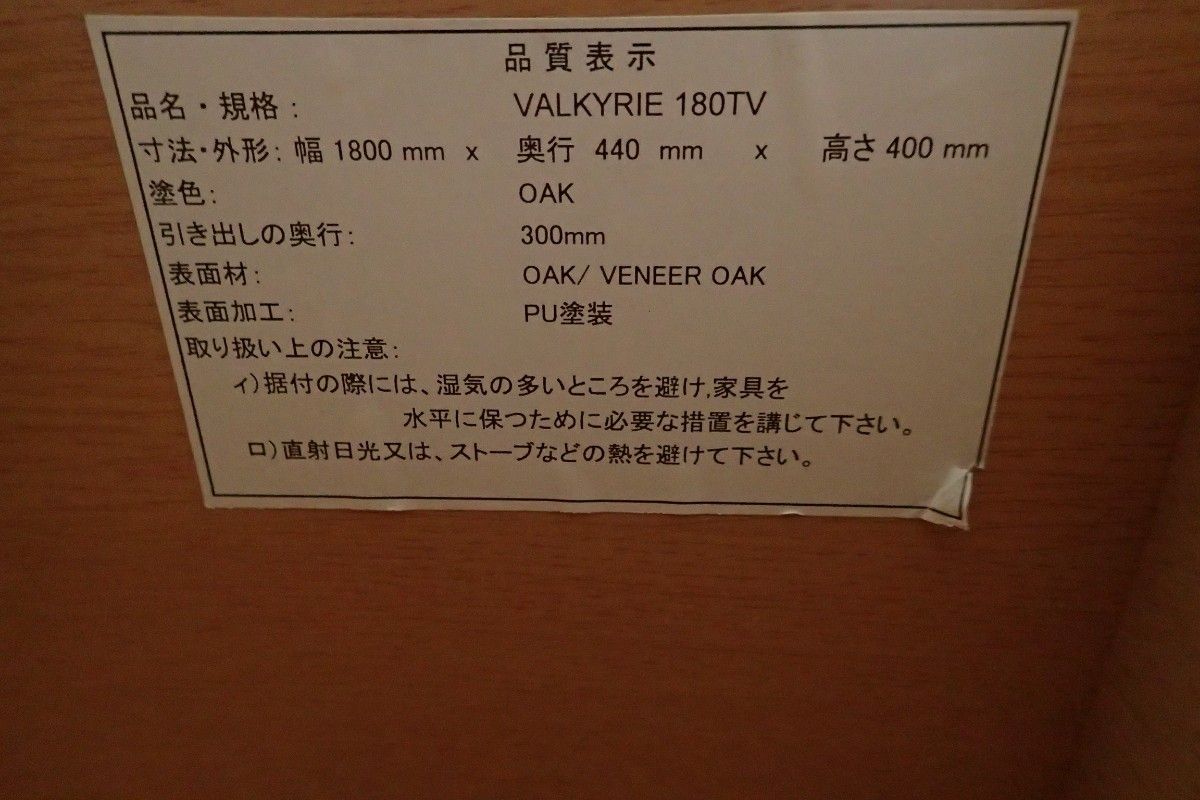 品質表示
品名・規格： VALKYRIE 180TV
寸法・外形： 幅 1800 mm x 奥行 440 mm x 高さ 400 mm
塗色： OAK
引き出しの奥行： 300mm
表面材： OAK/ VENEER OAK
表面加工： PU塗装
取り扱い上の注意：
ィ）据付の際には、湿気の多いところを避け,家具を
水平に保つために必要な措置を講じて下さい。
ロ）直射日光又は、ストーブなどの熱を避けて下さい。